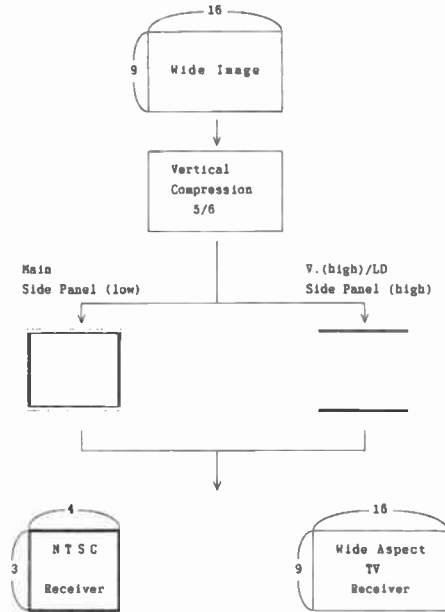 16
9
Wide Image
Vertical
Compression
5/6
Main
Side Panel (low)
V.(high)/LD
Side Panel (high)
4
3
NTSC
Receiver
16
9
Wide Aspect
TV
Receiver